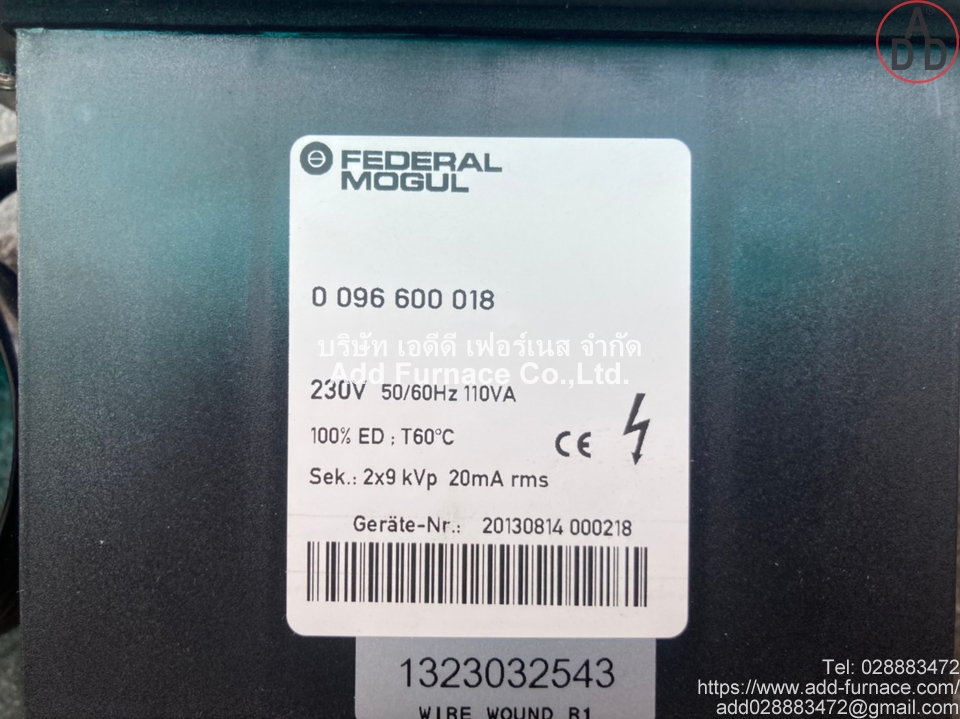 ADD
FEDERAL
MOGUL
0 096 600 018
บริษัท เอดีดี เฟอร์เนส จำกัด
Add Furnace Co.,Ltd.
230V 50/60Hz 110VA
100% ED ; T60°C
CE
Sek.: 2x9 kVp 20mA rms
Geräte-Nr.: 20130814 000218
1323032543
WIRE WOUND R1
Tel: 028883472
https://www.add-furnace.com/
add028883472@gmail.com